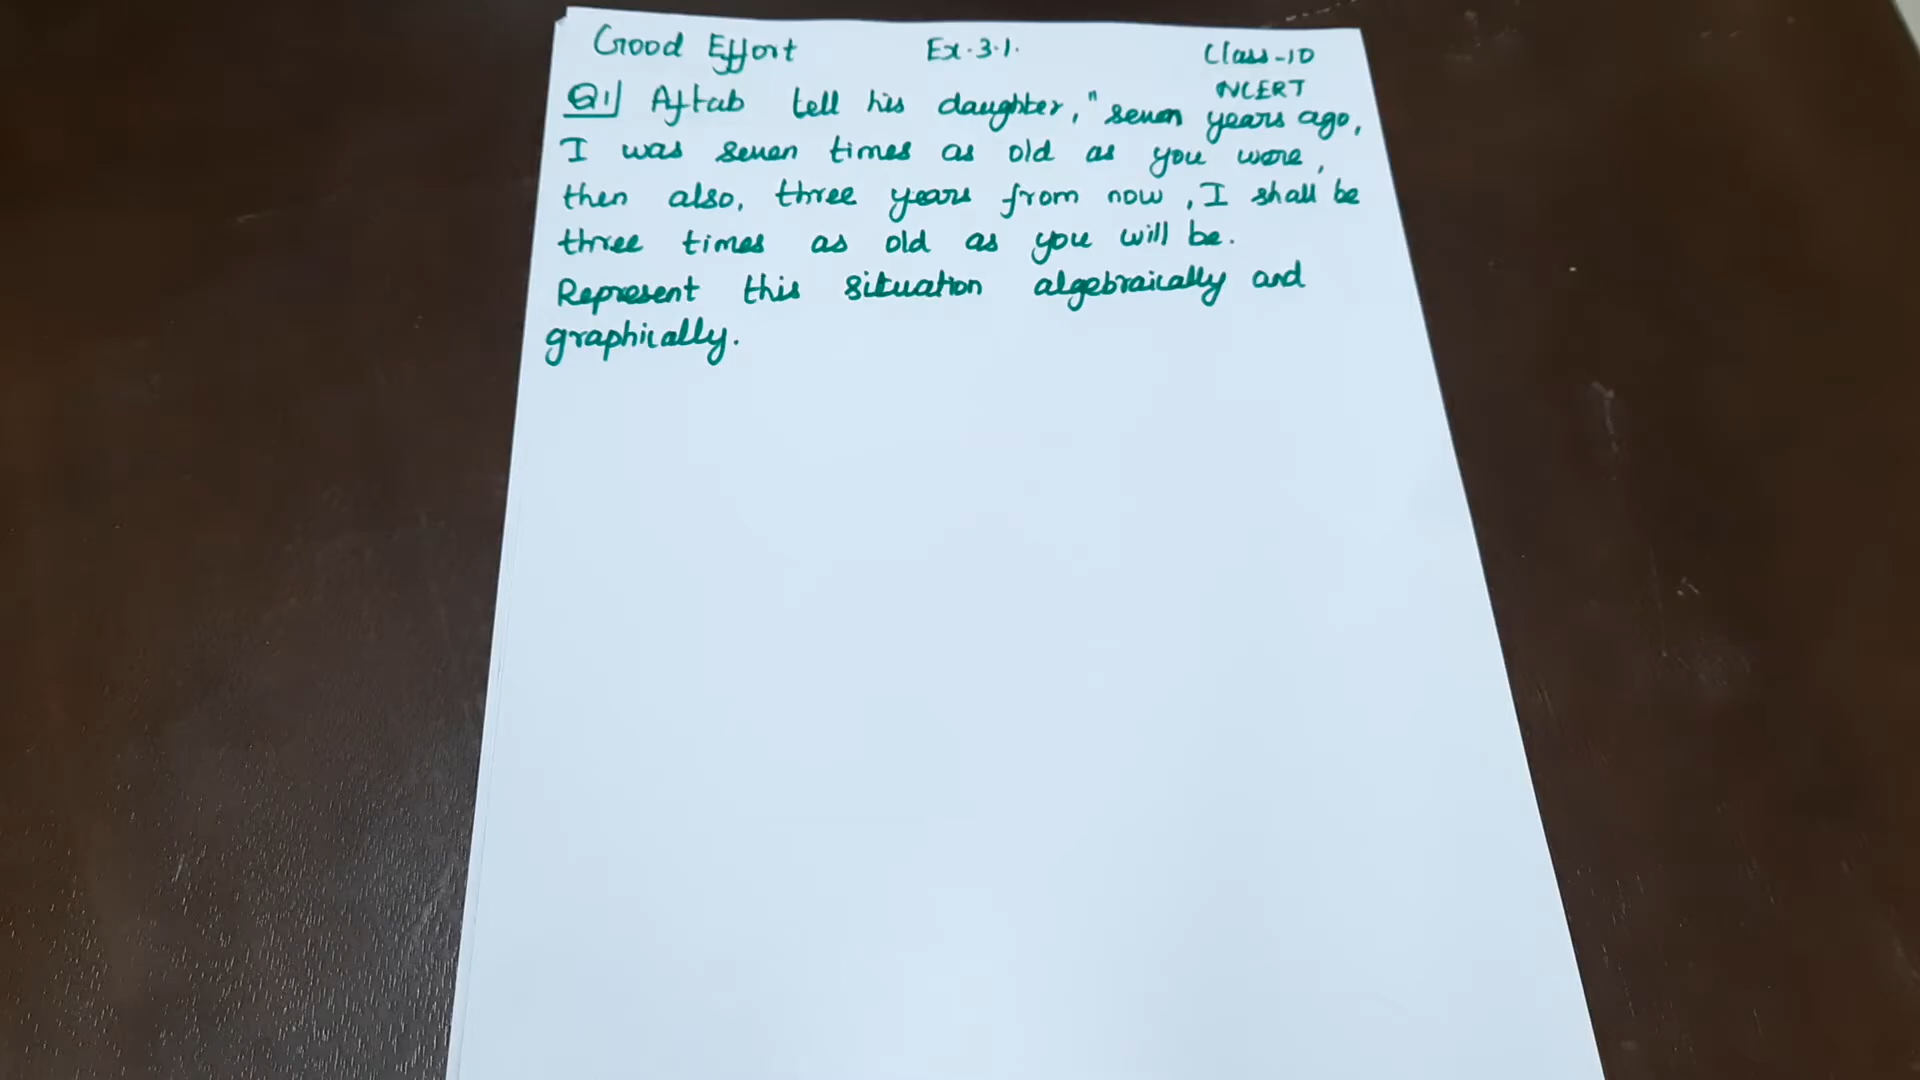 Good Effort Ex.3.1. Class-10
NCERT
Q1) Aftab tell his daughter, "seven years ago,
I was seven times as old as you were,
then also, three years from now, I shall be
three times as old as you will be.
Represent this situation algebraically and
graphically.